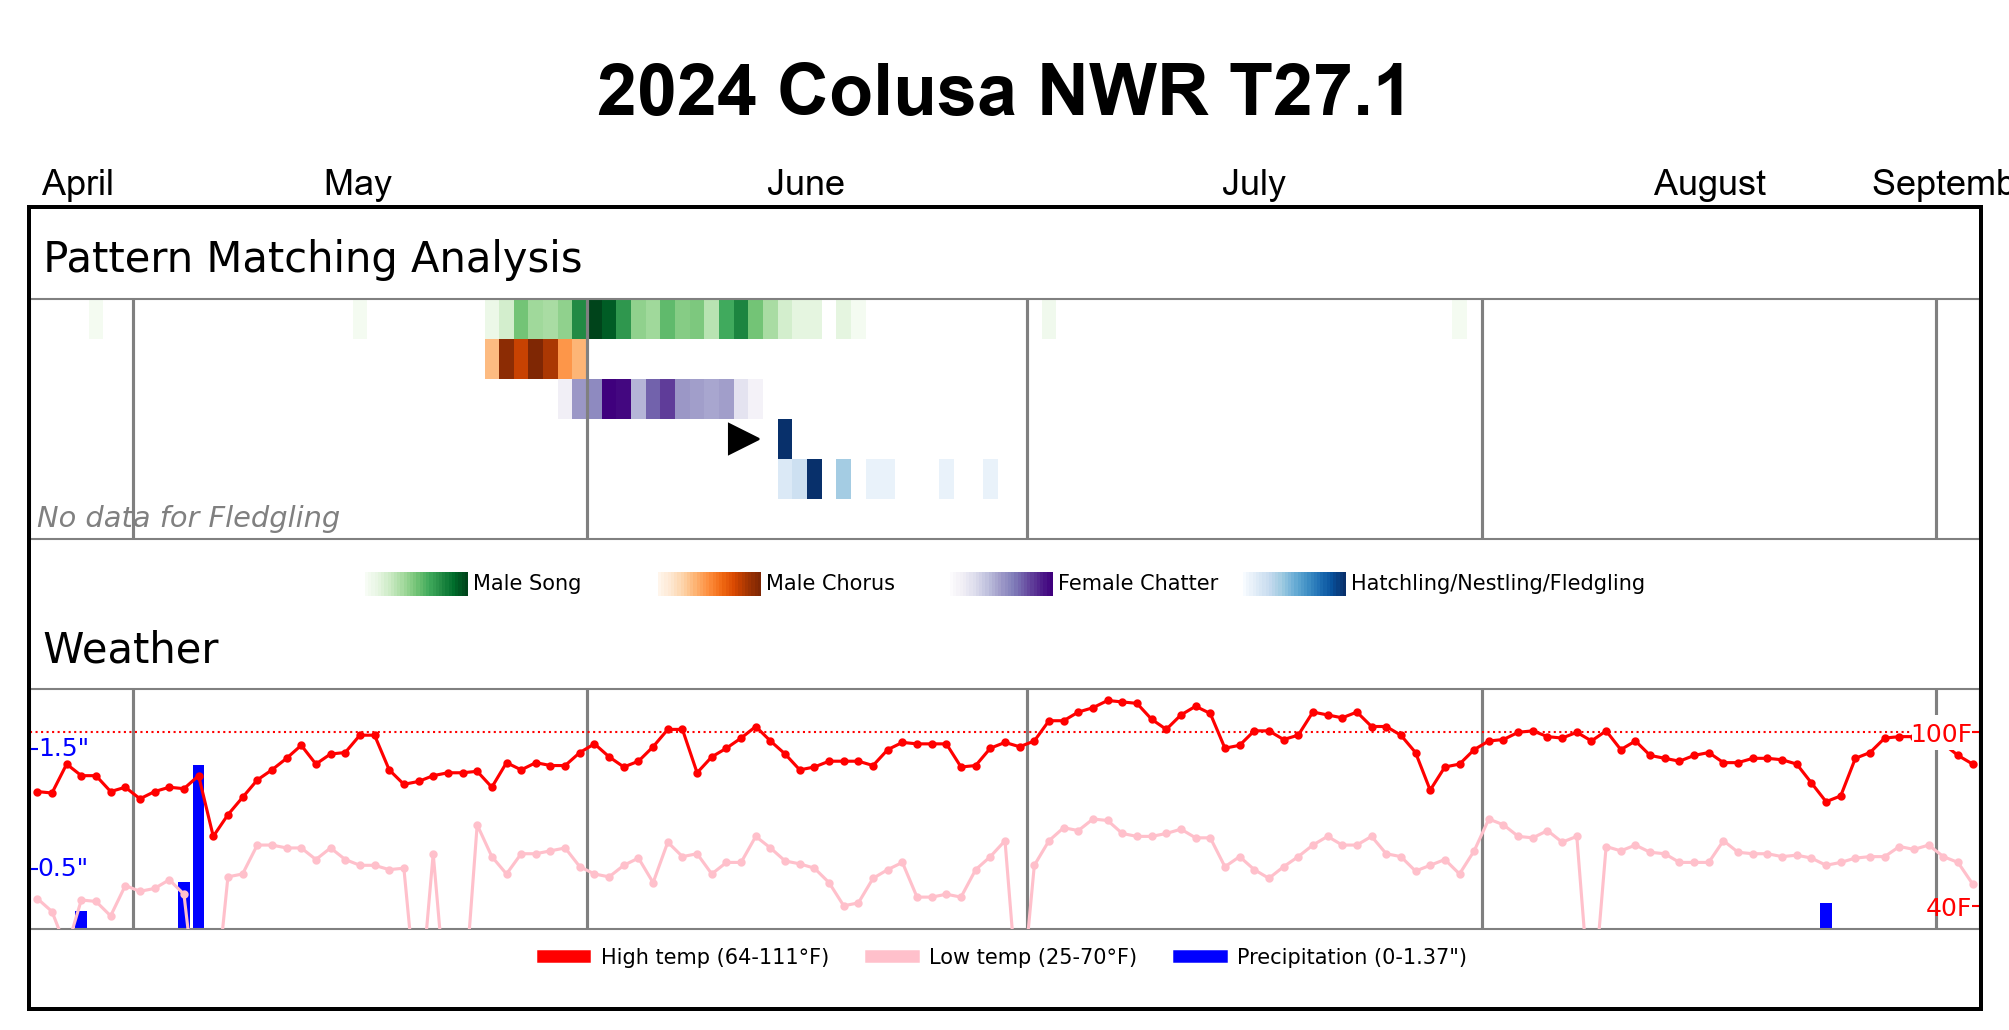 2024 Colusa NWR T27.1
April May June July August Septemb
Pattern Matching Analysis
No data for Fledgling
Male Song Male Chorus Female Chatter Hatchling/Nestling/Fledgling
Weather
100F
1.5"
0.5"
40F
High temp (64-111°F) Low temp (25-70°F) Precipitation (0-1.37")